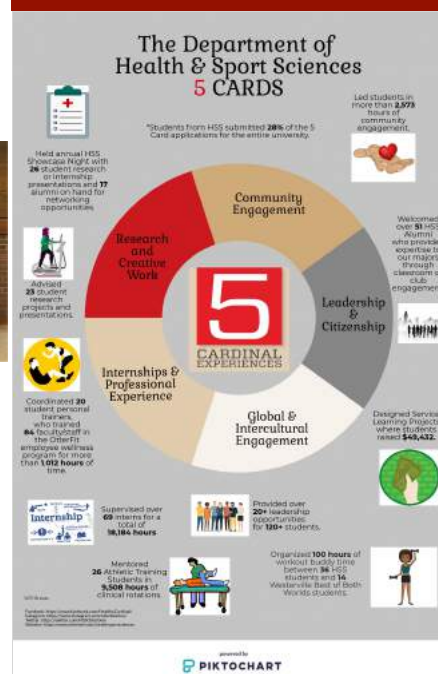 The Department of
Health & Sport Sciences
5 CARDS
*Students from HSS submitted 28% of the 5
Card applications for the entire university.
Led students in
more than 2,573
hours of
community
engagement.
Held annual HSS
Showcase Night with
26 student research
or internship
presentations and 17
alumni on hand for
networking
opportunities
Community
Engagement
Research
and
Creative
Work
Welcomed
over 51 HSS
Alumni
who provide
expertise to
our majors
through
classroom or
club
engagement
Advised
23 student
research
projects and
presentations.
5
CARDINAL
EXPERIENCES
Leadership
&
Citizenship
Internships &
Professional
Experience
Global &
Intercultural
Engagement
Coordinated 20
student personal
trainers,
who trained
84 faculty/staff in
the OtterFit
employee wellness
program for more
than 1,012 hours of
time.
Designed Service
Learning Projects
where students
raised $49,432.
Internship
Supervised over
69 interns for a
total of
18,184 hours
Provided over
20+ leadership
opportunities
for 120+ students.
Mentored
26 Athletic Training
Students in
9,508 hours of
clinical rotations.
Organized 100 hours of
workout buddy time
between 36 HSS
students and 14
Westerville Best of Both
Worlds students.
powered by
PIKTOCHART